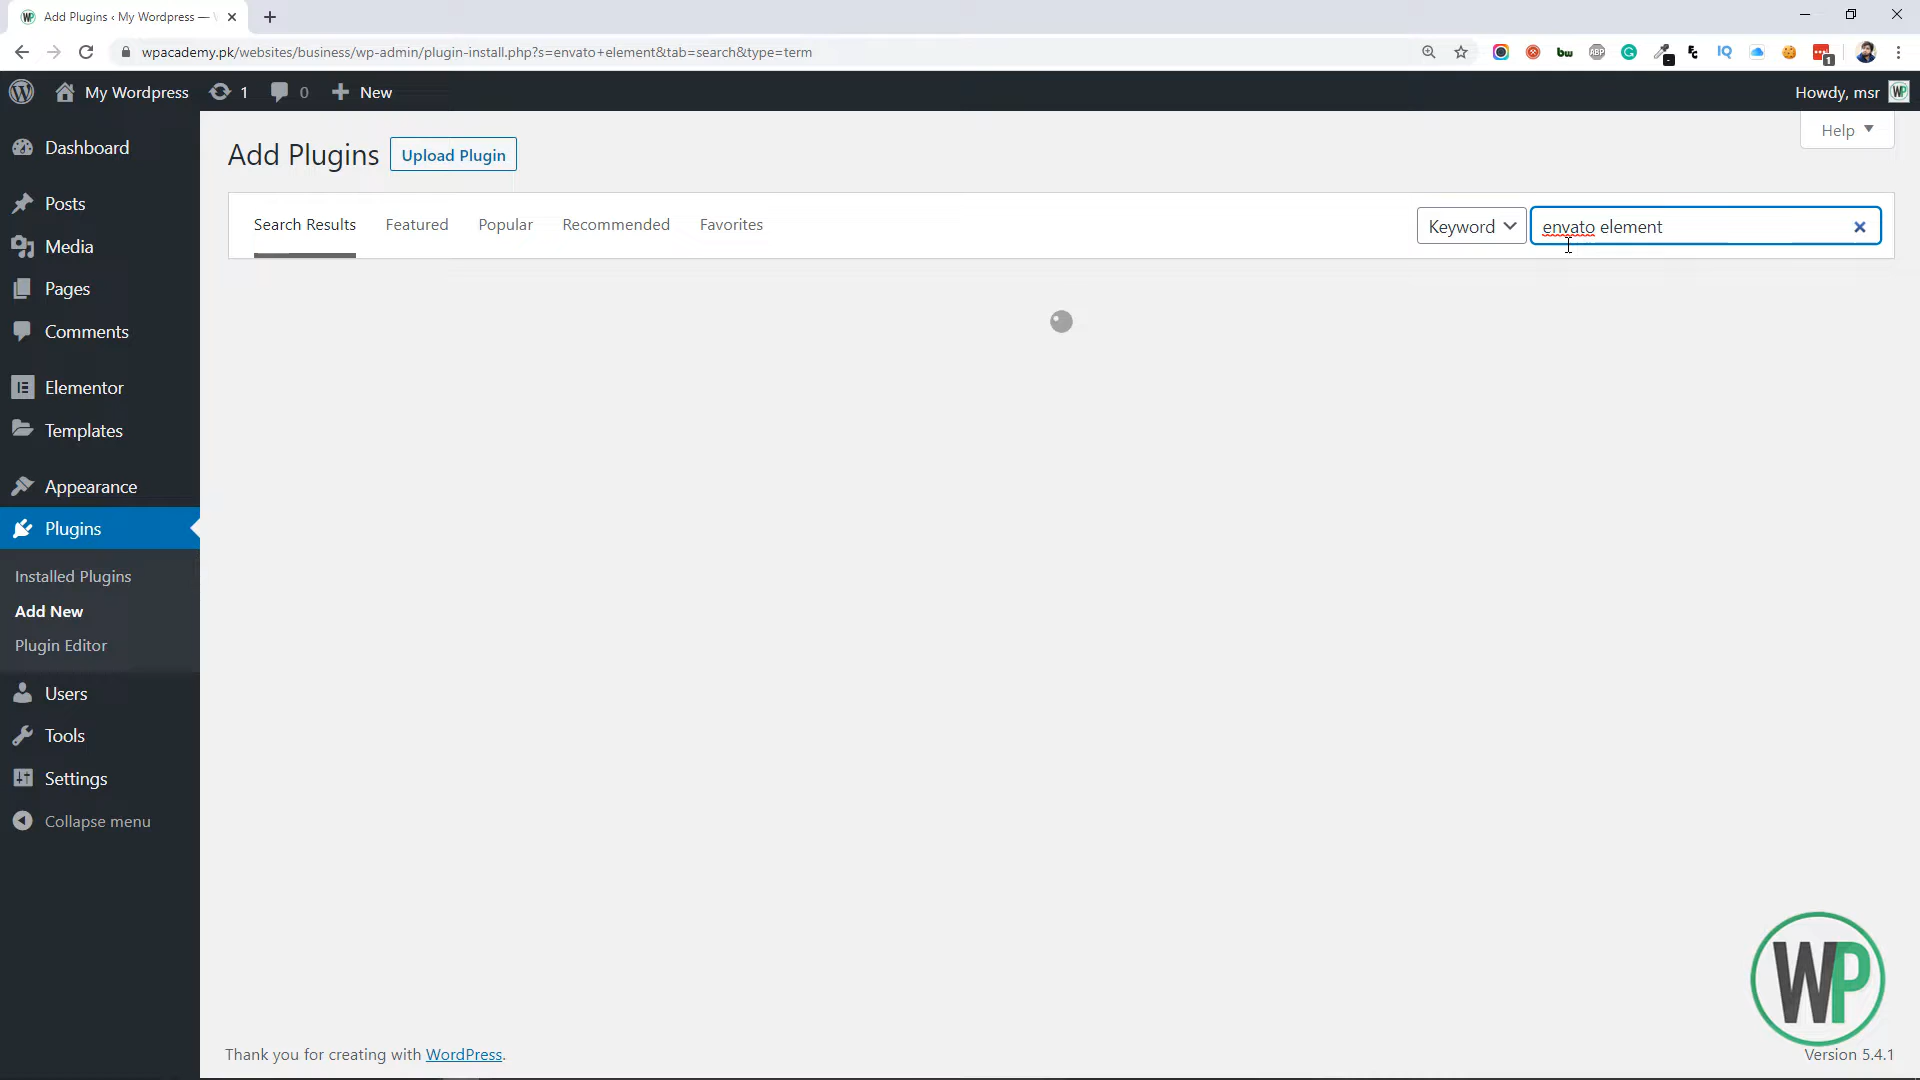 Add Plugins ‹ My Wordpress —
wpacademy.pk/websites/business/wp-admin/plugin-install.php?s=envato+element&tab=search&type=term
My Wordpress 1 0 New Howdy, msr
Help
Add Plugins Upload Plugin
Search Results Featured Popular Recommended Favorites Keyword envato element
Dashboard
Posts
Media
Pages
Comments
Elementor
Templates
Appearance
Plugins
Installed Plugins
Add New
Plugin Editor
Users
Tools
Settings
Collapse menu
WP
Thank you for creating with WordPress. Version 5.4.1